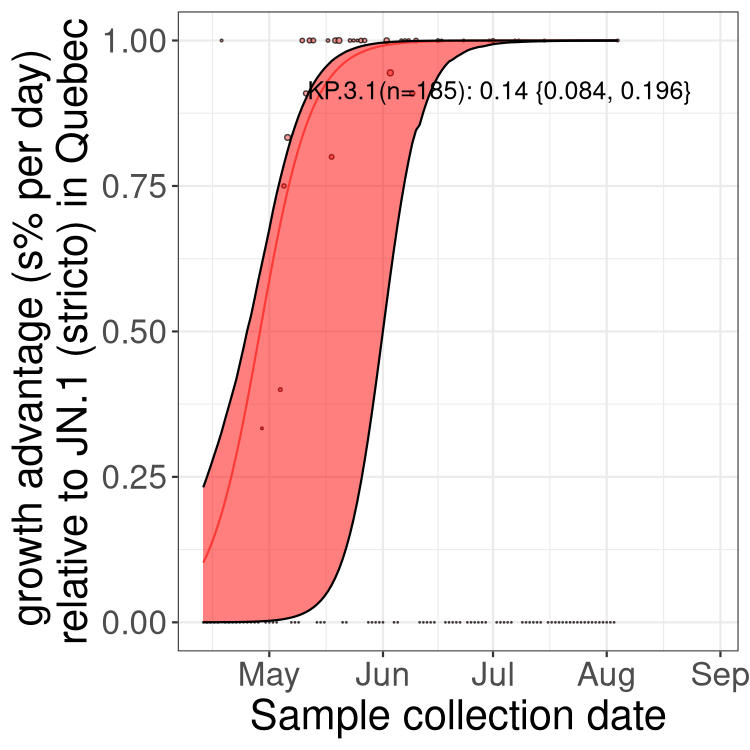 growth advantage (s% per day)
relative to JN.1 (stricto) in Quebec
1.00
0.75
0.50
0.25
0.00
KP.3.1(n=185): 0.14 {0.084, 0.196}
May Jun Jul Aug Sep
Sample collection date